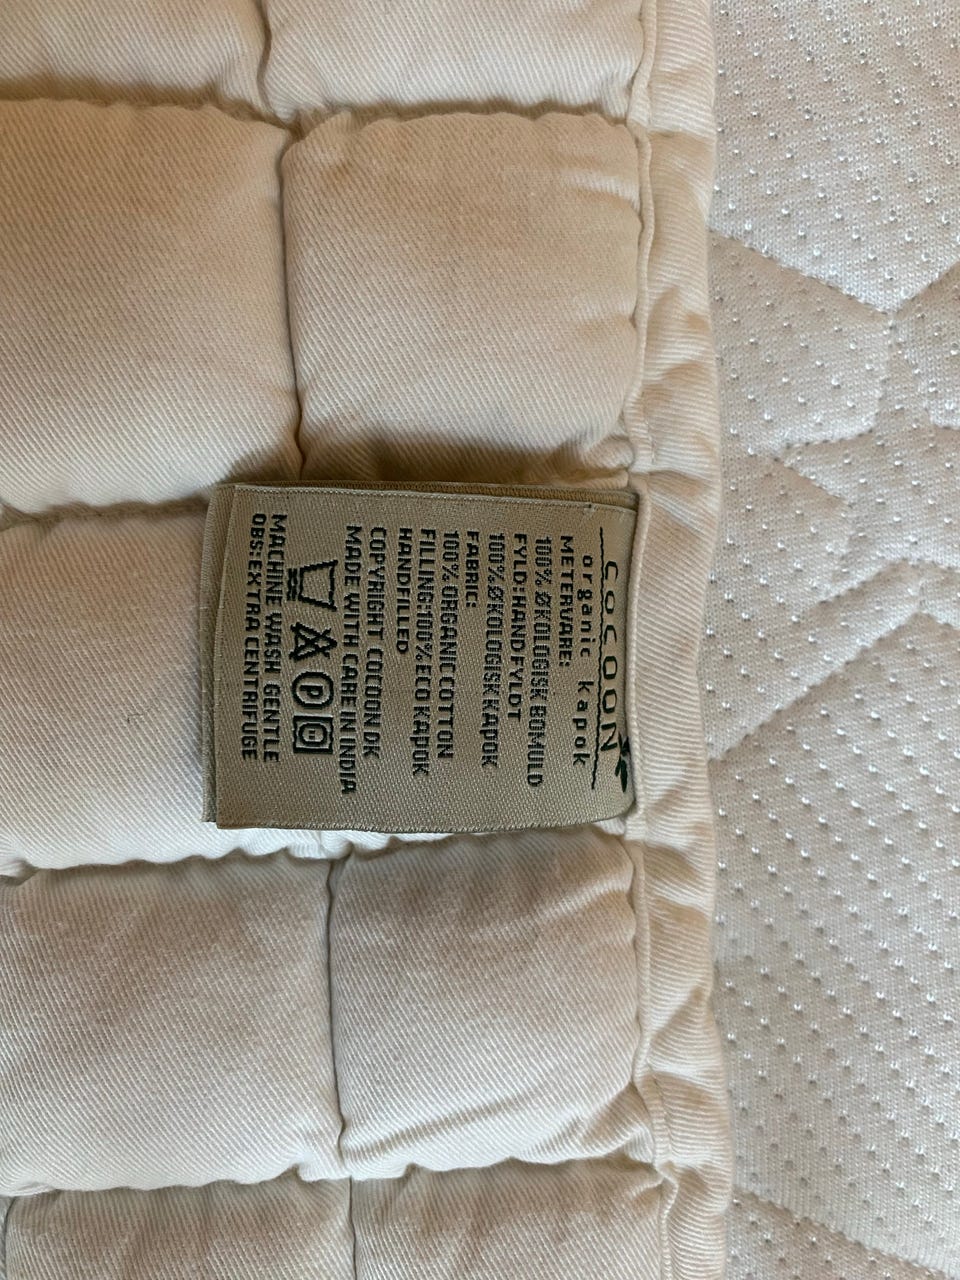 COCOON
organic kapok
METERWARE:
100% ØKOLOGISK BOMULD
FYLD: HANDFYLDT
100% ØKOLOGISK KAPOK
FABRIC:
100% ORGANIC COTTON
FILLING:100% ECO KAPOK
HANDFILLED
COPYRIGHT COCOON DK
MADE WITH CARE IN INDIA
P
MACHINE WASH GENTLE
OBS: EXTRA CENTRIFUGE